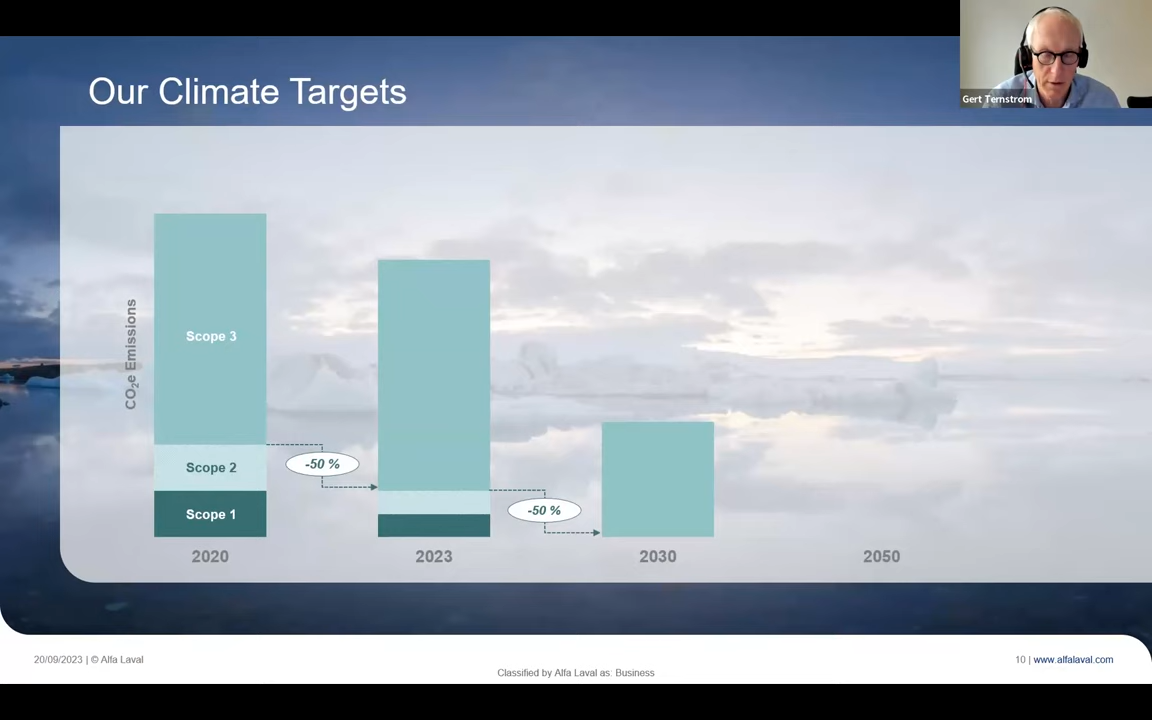 Our Climate Targets
Gert Ternstrom
CO₂e Emissions
Scope 3
Scope 2
Scope 1
-50 %
-50 %
2020
2023
2030
2050
20/09/2023 | © Alfa Laval
10 | www.alfalaval.com
Classified by Alfa Laval as: Business